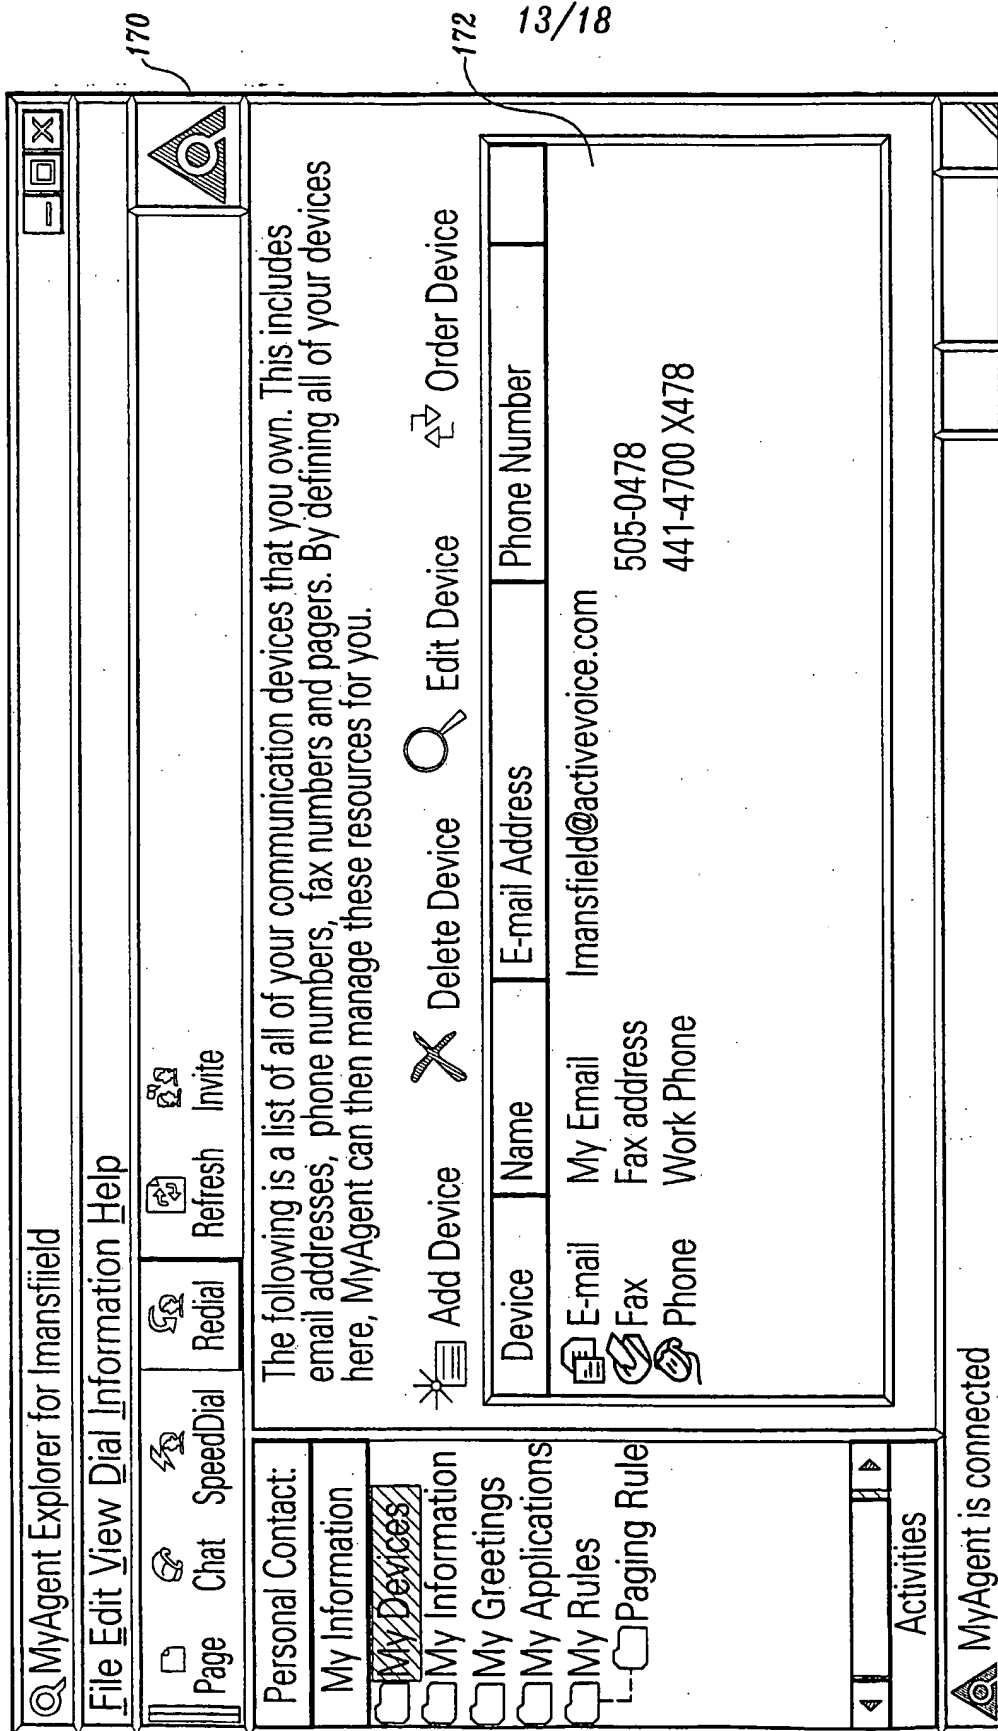 13/18
170
172
MyAgent Explorer for Imansfiield
File Edit View Dial Information Help
Page Chat SpeedDial Redial Refresh Invite
Personal Contact:
My Information
My Devices
My Information
My Greetings
My Applications
My Rules
Paging Rule
Activities
The following is a list of all of your communication devices that you own. This includes
email addresses, phone numbers, fax numbers and pagers. By defining all of your devices
here, MyAgent can then manage these resources for you.
Add Device Delete Device Edit Device Order Device
Device Name E-mail Address Phone Number
E-mail My Email Imansfield@activevoice.com
Fax Fax address 505-0478
Phone Work Phone 441-4700 X478
MyAgent is connected